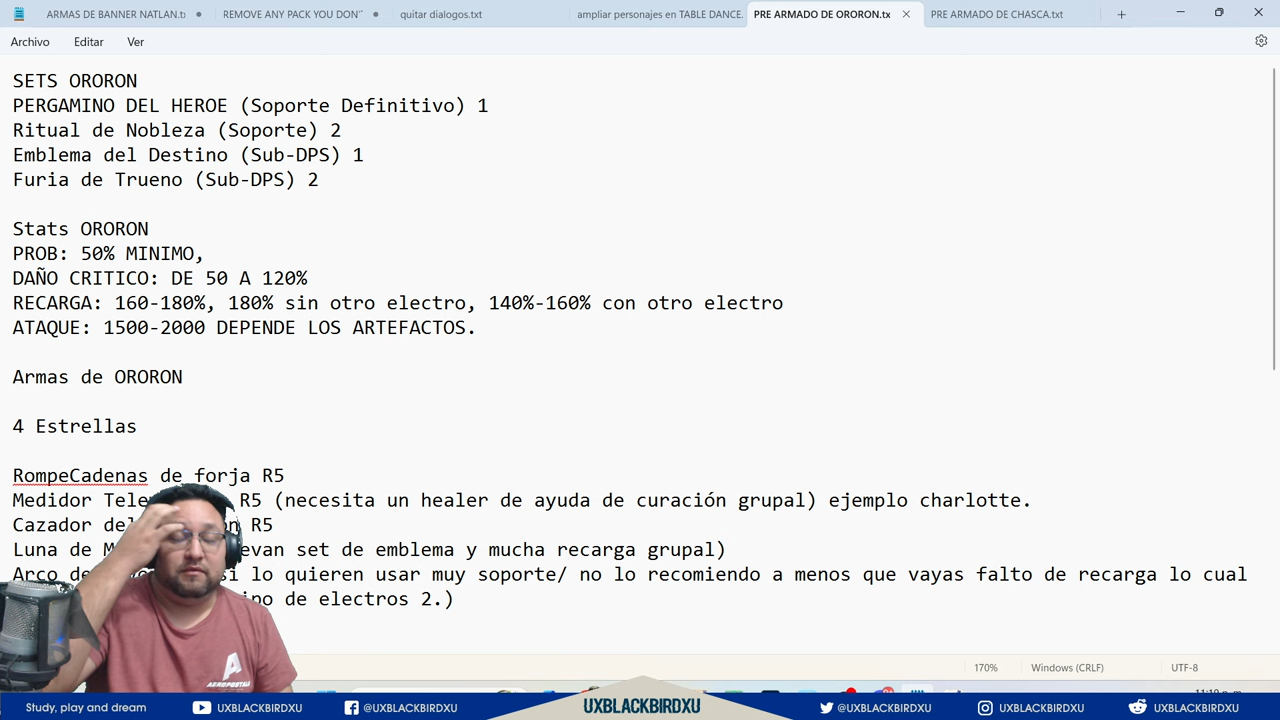 ARMAS DE BANNER NATLAN.t
REMOVE ANY PACK YOU DON'
quitar dialogos.txt
ampliar personajes en TABLE DANCE.
PRE ARMADO DE ORORON.tx
PRE ARMADO DE CHASCA.txt
Archivo Editar Ver
SETS ORORON
PERGAMINO DEL HEROE (Soporte Definitivo) 1
Ritual de Nobleza (Soporte) 2
Emblema del Destino (Sub-DPS) 1
Furia de Trueno (Sub-DPS) 2
Stats ORORON
PROB: 50% MINIMO,
DAÑO CRITICO: DE 50 A 120%
RECARGA: 160-180%, 180% sin otro electro, 140%-160% con otro electro
ATAQUE: 1500-2000 DEPENDE LOS ARTEFACTOS.
Armas de ORORON
4 Estrellas
RompeCadenas de forja R5
Medidor R5 (necesita un healer de ayuda de curación grupal) ejemplo charlotte.
Cazador del R5
Luna de set de emblema y mucha recarga grupal)
Arco lo quieren usar muy soporte/ no lo recomiendo a menos que vayas falto de recarga lo cual
de electros 2.)
170% Windows (CRLF) UTF-8
AEROPOSTALE
Study, play and dream UXBLACKBIRDXU @UXBLACKBIRDXU UXBLACKBIRDXU @UXBLACKBIRDXU UXBLACKBIRDXU UXBLACKBIRDXU